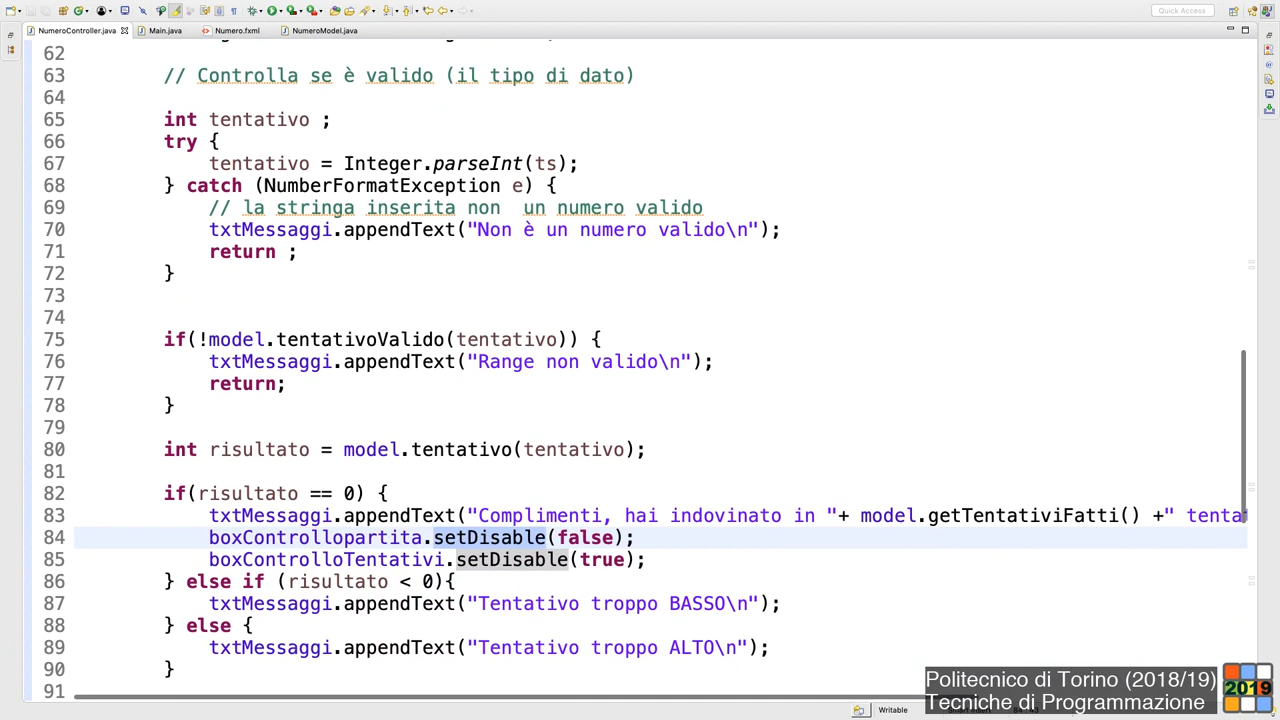 Quick Access
NumeroController.java
Main.java
Numero.fxml
NumeroModel.java
62
63 // Controlla se è valido (il tipo di dato)
64
65 int tentativo ;
66 try {
67 tentativo = Integer.parseInt(ts);
68 } catch (NumberFormatException e) {
69 // la stringa inserita non  un numero valido
70 txtMessaggi.appendText("Non è un numero valido\n");
71 return ;
72 }
73
74
75 if(!model.tentativoValido(tentativo)) {
76 txtMessaggi.appendText("Range non valido\n");
77 return;
78 }
79
80 int risultato = model.tentativo(tentativo);
81
82 if(risultato == 0) {
83 txtMessaggi.appendText("Complimenti, hai indovinato in "+ model.getTentativiFatti() +" tenta
84 boxControllopartita.setDisable(false);
85 boxControlloTentativi.setDisable(true);
86 } else if (risultato < 0){
87 txtMessaggi.appendText("Tentativo troppo BASSO\n");
88 } else {
89 txtMessaggi.appendText("Tentativo troppo ALTO\n");
90 }
91
Politecnico di Torino (2018/19)
Tecniche di Programmazione
2019
Writable